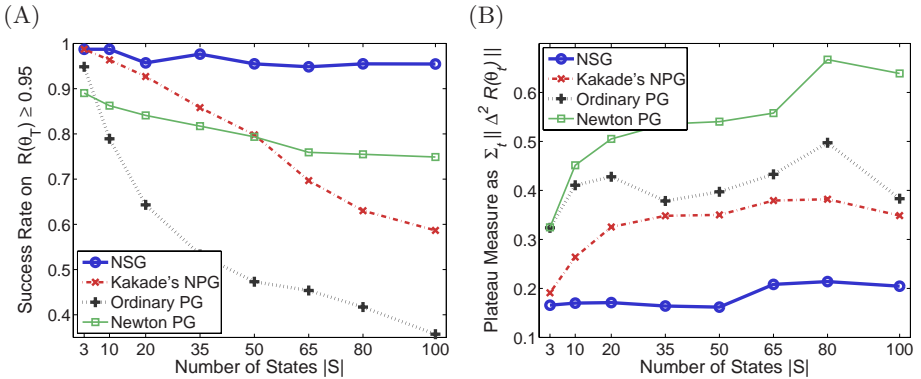 (A)
Success Rate on R(θ_T) ≥ 0.95
1
0.9
0.8
0.7
0.6
0.5
0.4
NSG
Kakade's NPG
Ordinary PG
Newton PG
3 10 20 35 50 65 80 100
Number of States |S|
(B)
Plateau Measure as Σ_t || Δ² R(θ_t) ||
0.6
0.5
0.4
0.3
0.2
0.1
NSG
Kakade's NPG
Ordinary PG
Newton PG
3 10 20 35 50 65 80 100
Number of States |S|